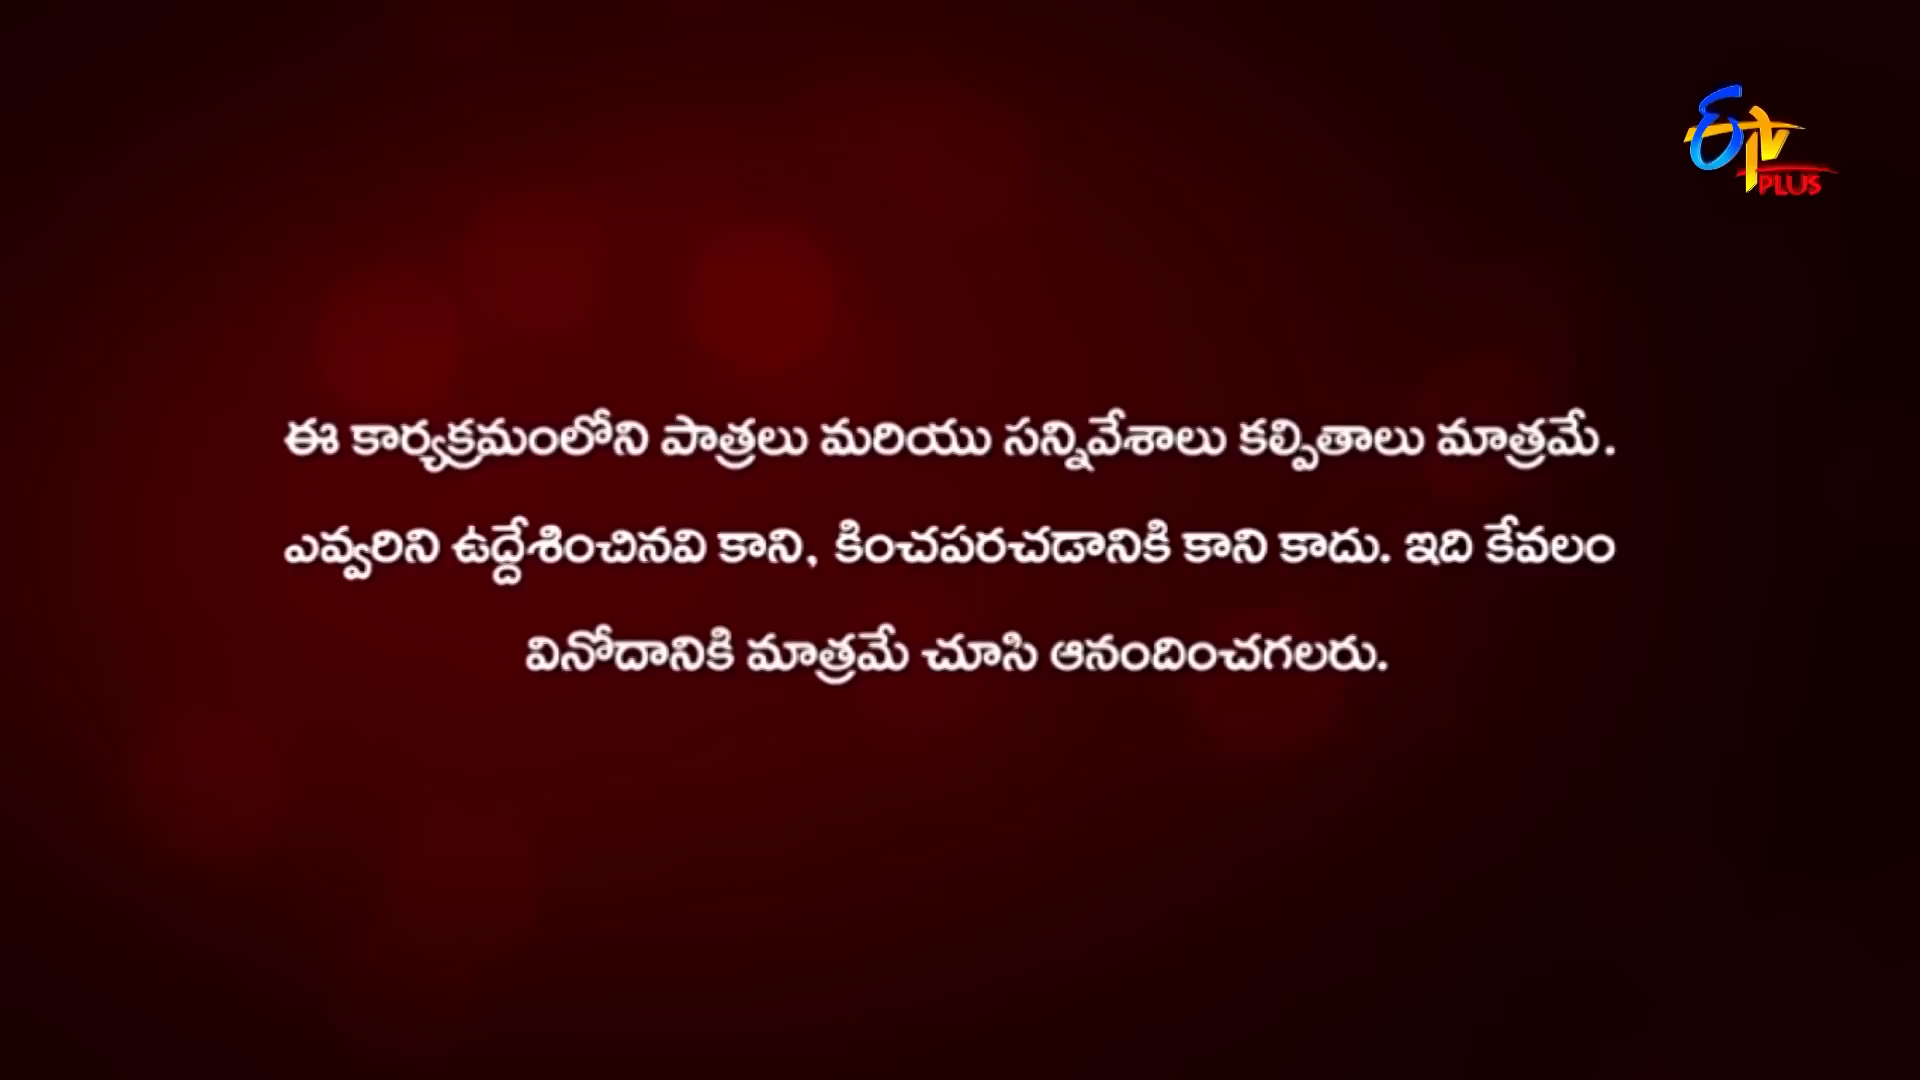 ETV
PLUS
ఈ కార్యక్రమంలోని పాత్రలు మరియు సన్నివేశాలు కల్పితాలు మాత్రమే.
ఎవ్వరిని ఉద్దేశించినవి కాని, కించపరచడానికి కాని కాదు. ఇది కేవలం
వినోదానికి మాత్రమే చూసి ఆనందించగలరు.